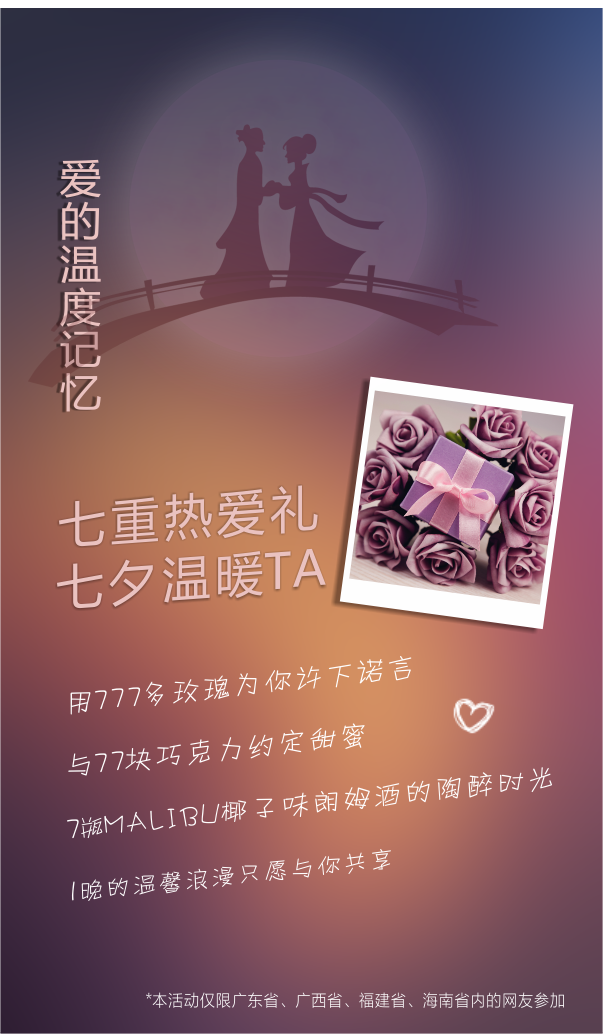 爱的温度记忆
七重热爱礼
七夕温暖TA
用777多玫瑰为你许下诺言
与77块巧克力约定甜蜜
7瓶MALIBU椰子味朗姆酒的陶醉时光
1晚的温馨浪漫只愿与你共享
*本活动仅限广东省、广西省、福建省、海南省内的网友参加